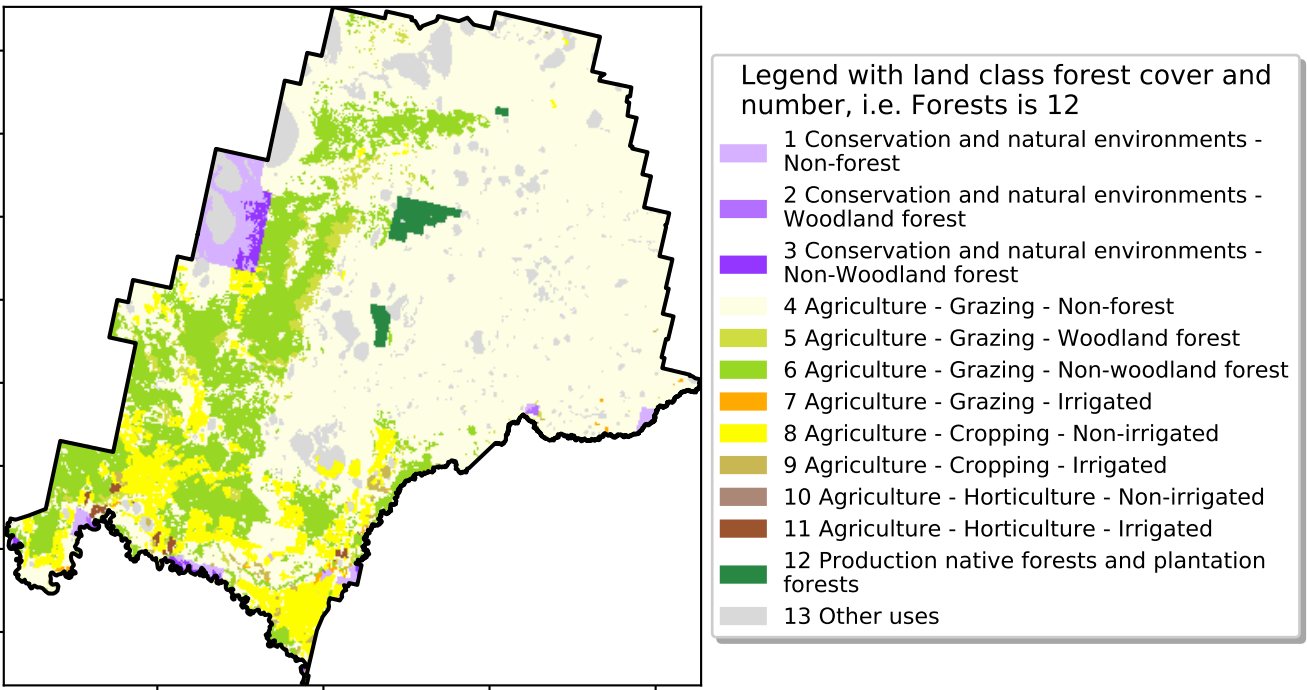 Legend with land class forest cover and
number, i.e. Forests is 12
1 Conservation and natural environments -
Non-forest
2 Conservation and natural environments -
Woodland forest
3 Conservation and natural environments -
Non-Woodland forest
4 Agriculture - Grazing - Non-forest
5 Agriculture - Grazing - Woodland forest
6 Agriculture - Grazing - Non-woodland forest
7 Agriculture - Grazing - Irrigated
8 Agriculture - Cropping - Non-irrigated
9 Agriculture - Cropping - Irrigated
10 Agriculture - Horticulture - Non-irrigated
11 Agriculture - Horticulture - Irrigated
12 Production native forests and plantation
forests
13 Other uses